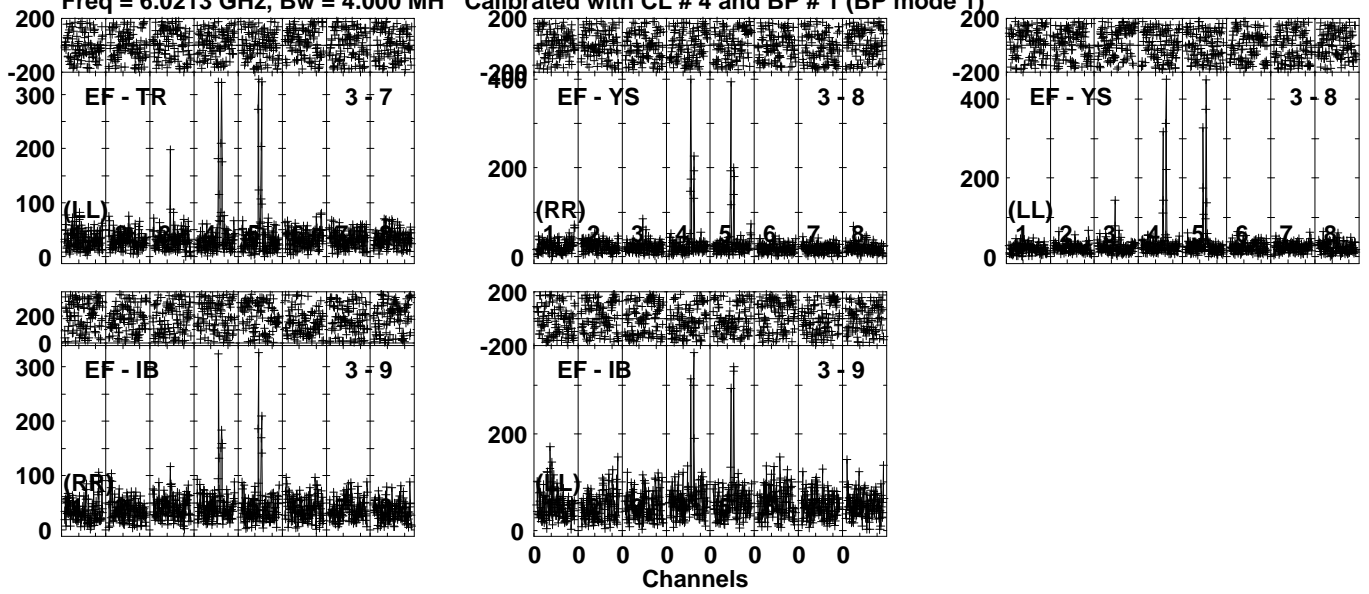 Freq = 6.0213 GHz, Bw = 4.000 MH Calibrated with CL # 4 and BP # 1 (BP mode 1)
200
-200
300
200
100
0
EF - TR
3 - 7
(LL)
200
-200
400
200
0
EF - YS
3 - 8
(RR)
1 2 3 4 5 6 7 8
200
-200
400
200
0
EF - YS
3 - 8
(LL)
1 2 3 4 5 6 7 8
200
0
300
200
100
0
EF - IB
3 - 9
(RR)
200
-200
200
0
EF - IB
3 - 9
(LL)
0 0 0 0 0 0 0 0
Channels